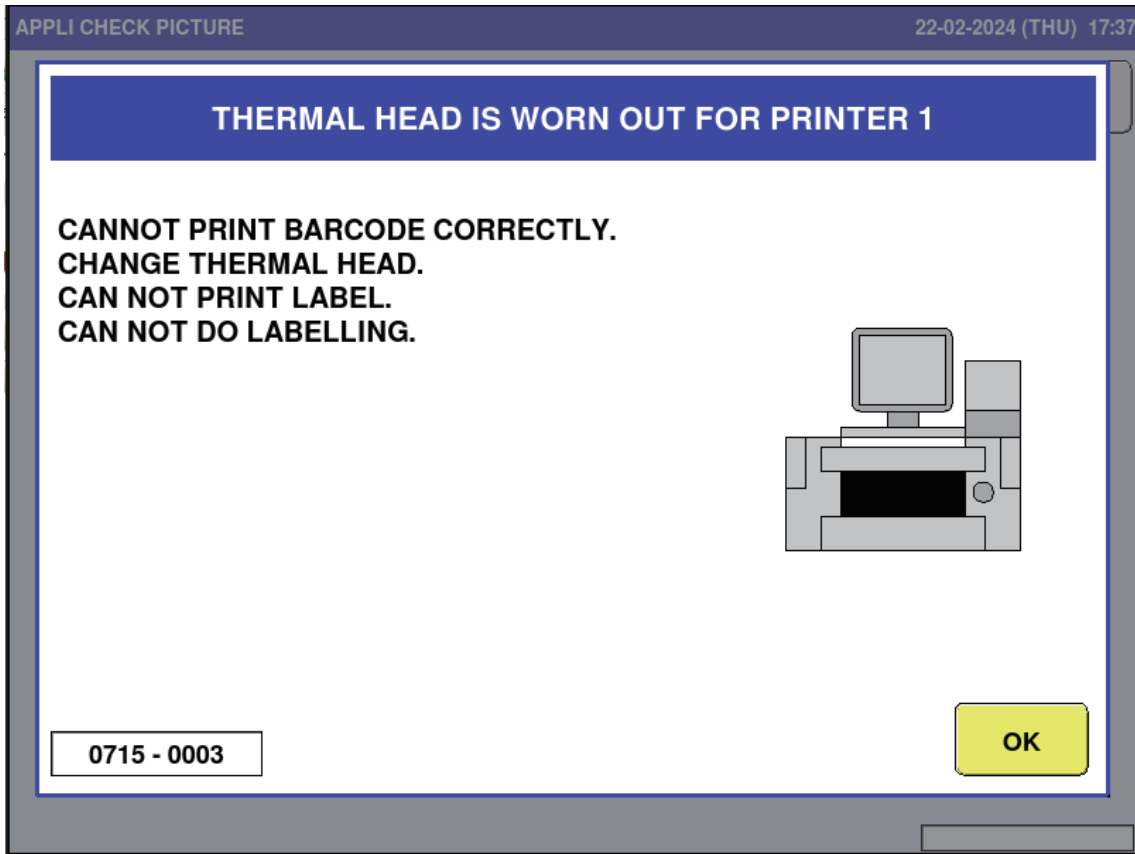 APPLI CHECK PICTURE 22-02-2024 (THU) 17:37
THERMAL HEAD IS WORN OUT FOR PRINTER 1
CANNOT PRINT BARCODE CORRECTLY.
CHANGE THERMAL HEAD.
CAN NOT PRINT LABEL.
CAN NOT DO LABELLING.
OK
0715 - 0003